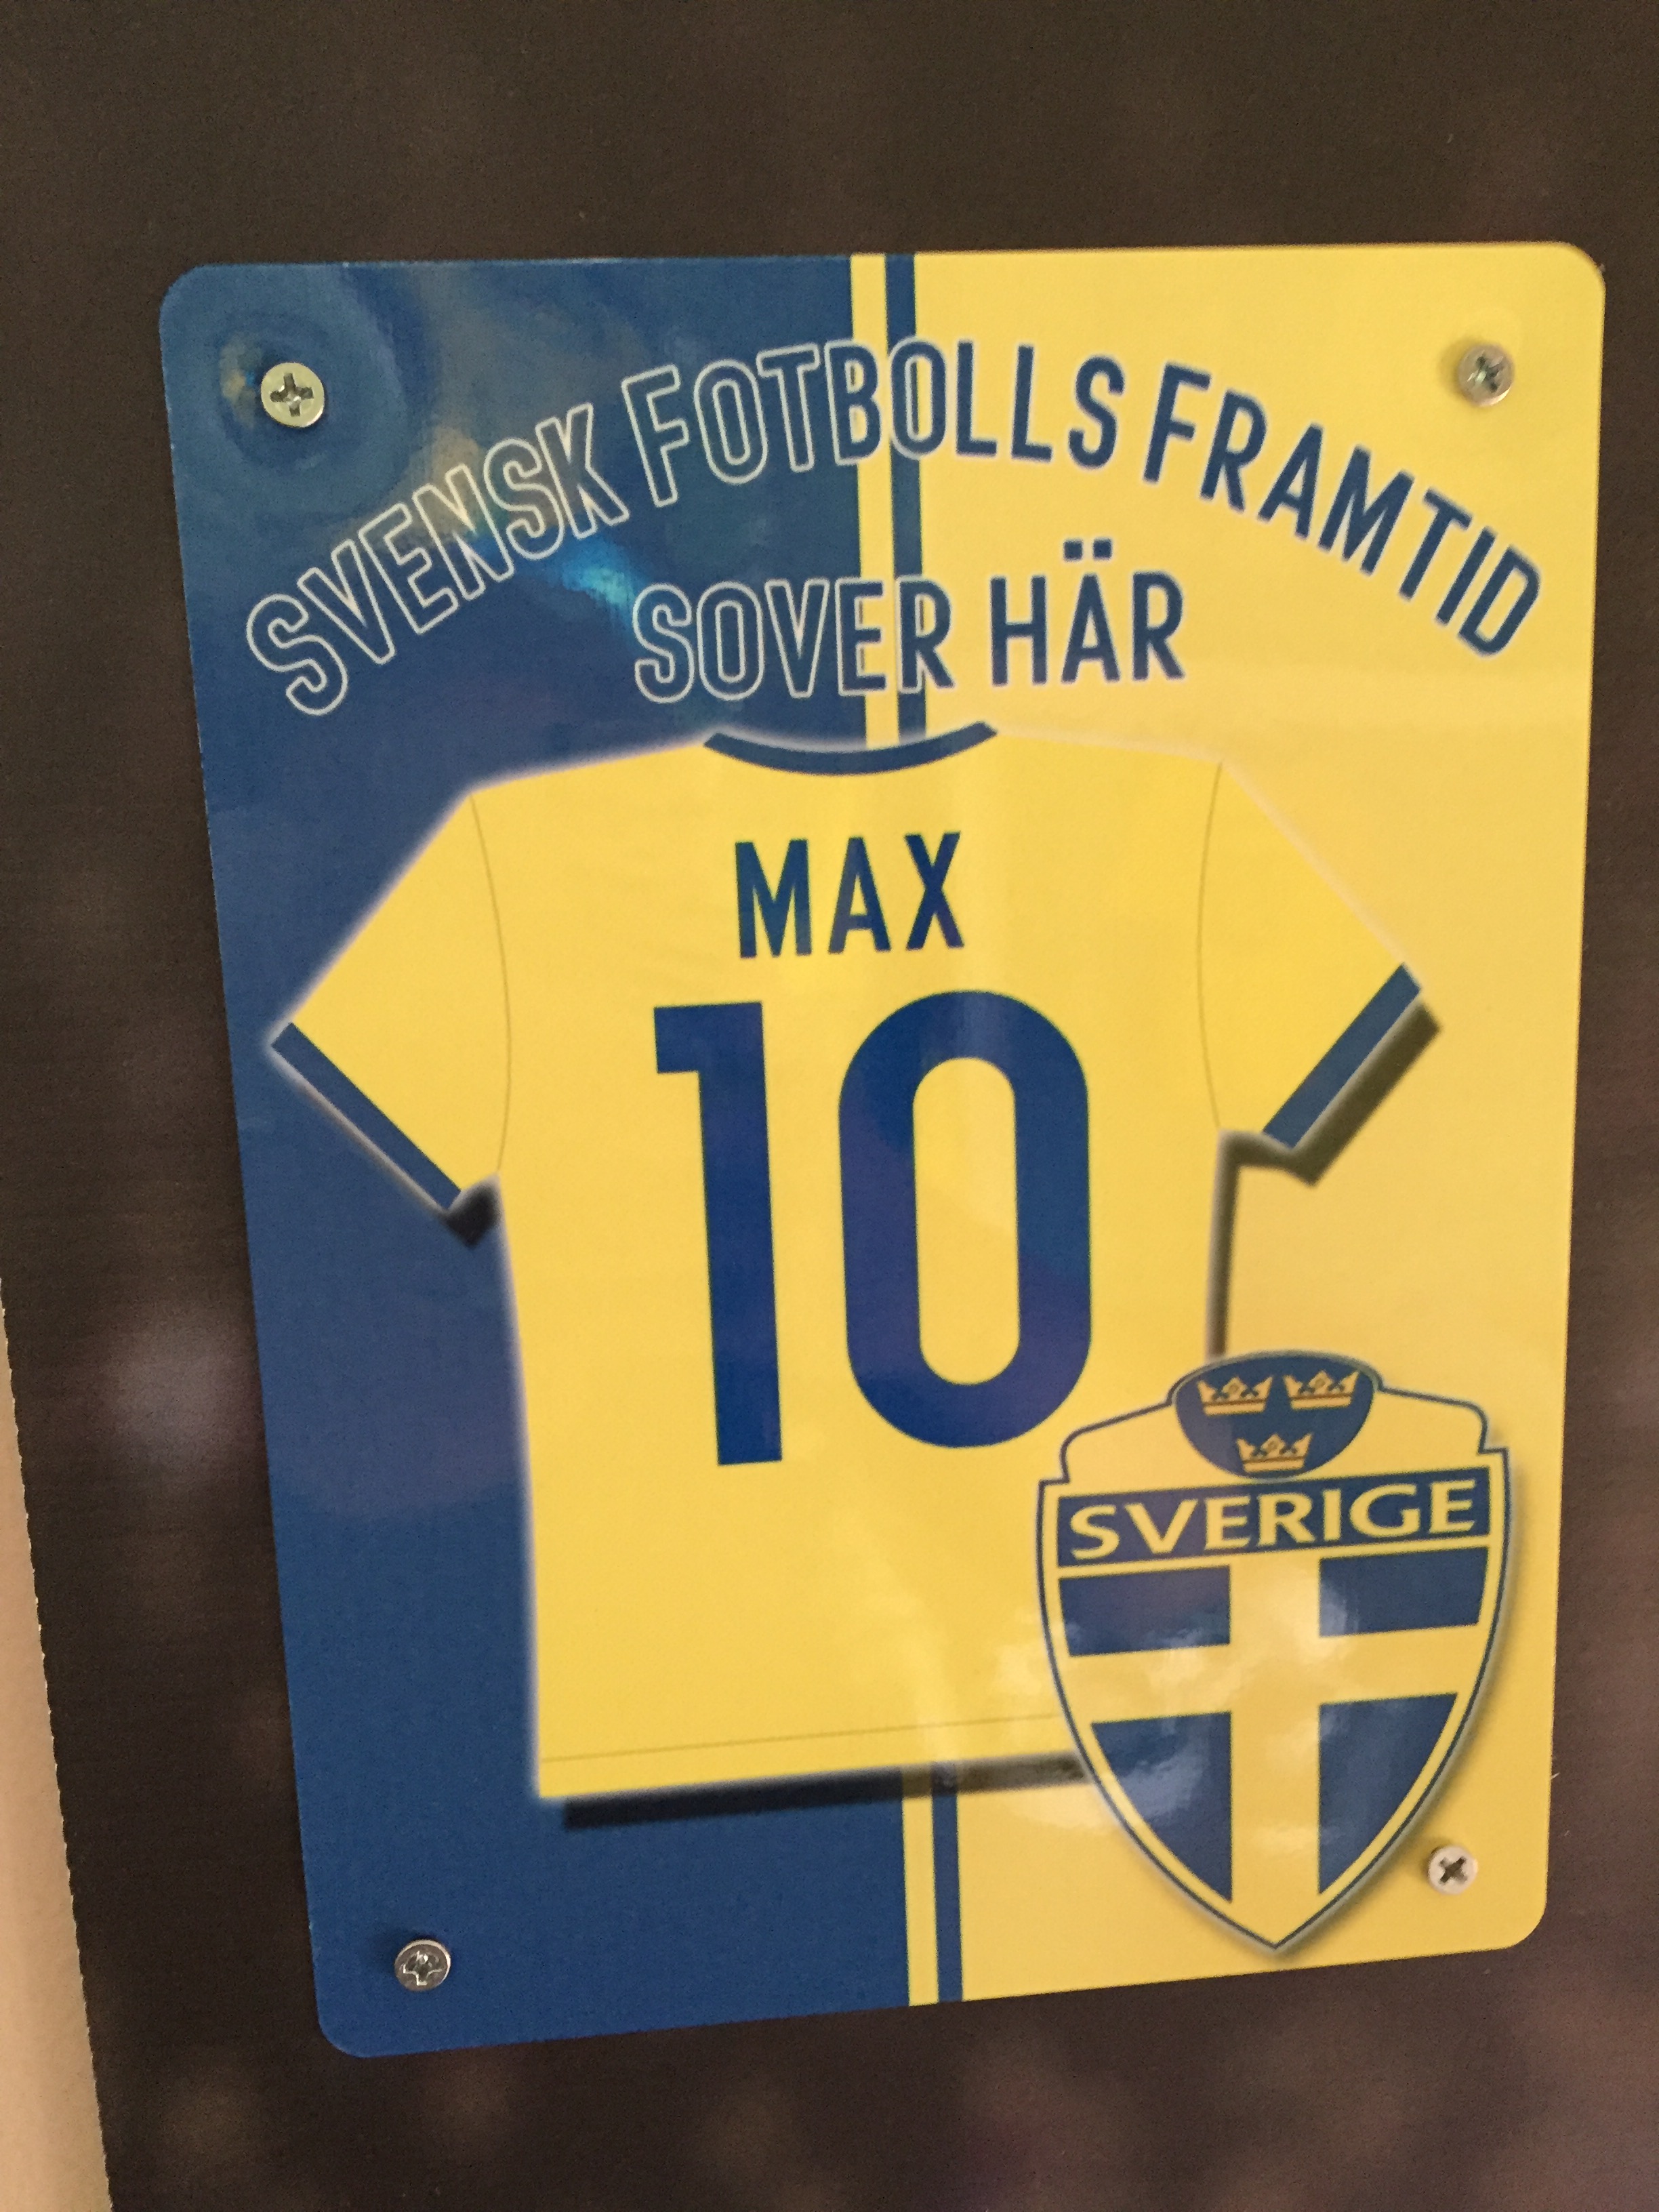 SVENSK FOTBOLLS FRAMTID
SOVER HÄR
MAX
10
SVERIGE